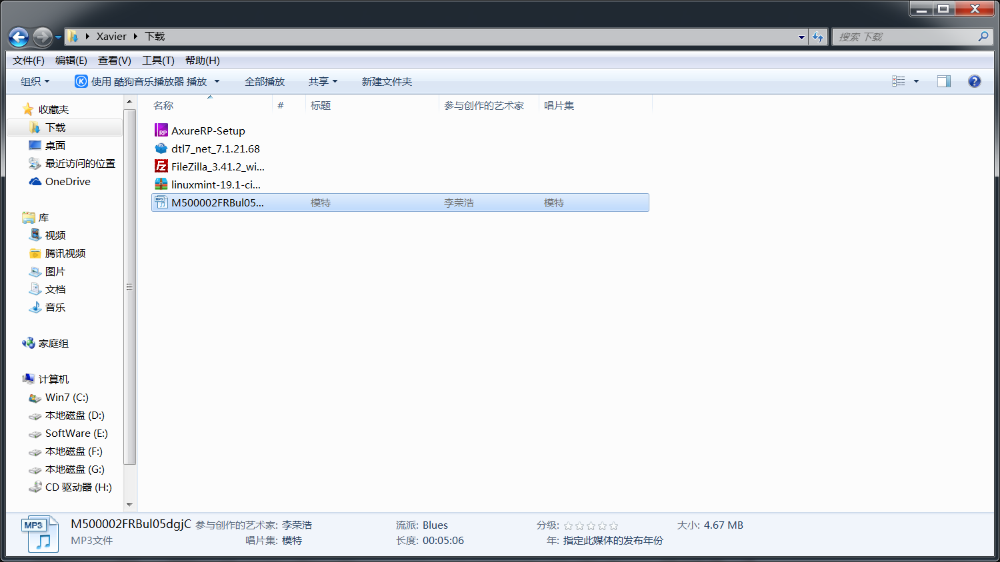 Xavier 下载
搜索 下载
文件(F) 编辑(E) 查看(V) 工具(T) 帮助(H)
组织 使用 酷狗音乐播放器 播放 全部播放 共享 新建文件夹
收藏夹
下载
桌面
最近访问的位置
OneDrive
库
视频
腾讯视频
图片
文档
音乐
家庭组
计算机
Win7 (C:)
本地磁盘 (D:)
SoftWare (E:)
本地磁盘 (F:)
本地磁盘 (G:)
CD 驱动器 (H:)
名称 # 标题 参与创作的艺术家 唱片集
AxureRP-Setup
dtl7_net_7.1.21.68
FileZilla_3.41.2_wi...
linuxmint-19.1-ci...
M500002FRBul05... 模特 李荣浩 模特
M500002FRBul05dgjC 参与创作的艺术家: 李荣浩 流派: Blues 分级: 大小: 4.67 MB
MP3文件 唱片集: 模特 长度: 00:05:06 年: 指定此媒体的发布年份
MP3